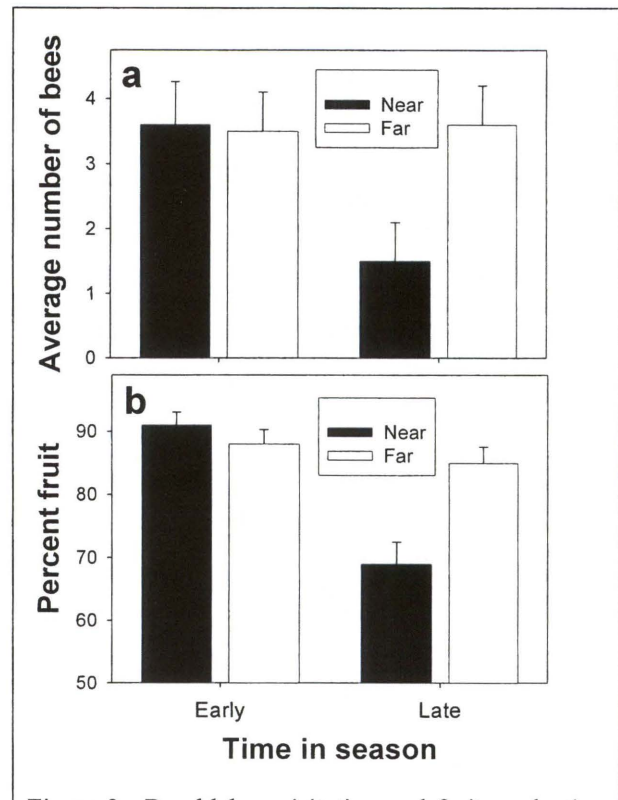 a
Average number of bees
4
3
2
1
0
Near
Far
b
Percent fruit
90
80
70
60
50
Near
Far
Early Late
Time in season